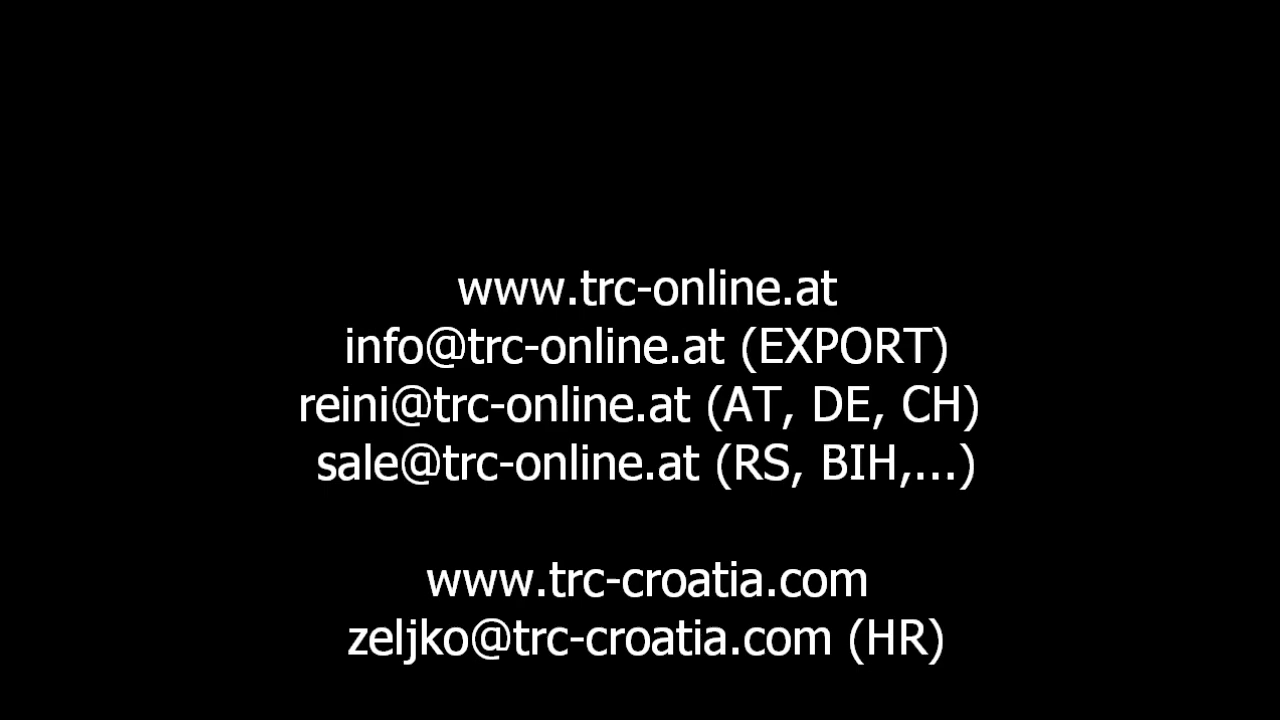 www.trc-online.at
info@trc-online.at (EXPORT)
reini@trc-online.at (AT, DE, CH)
sale@trc-online.at (RS, BIH,...)
www.trc-croatia.com
zeljko@trc-croatia.com (HR)